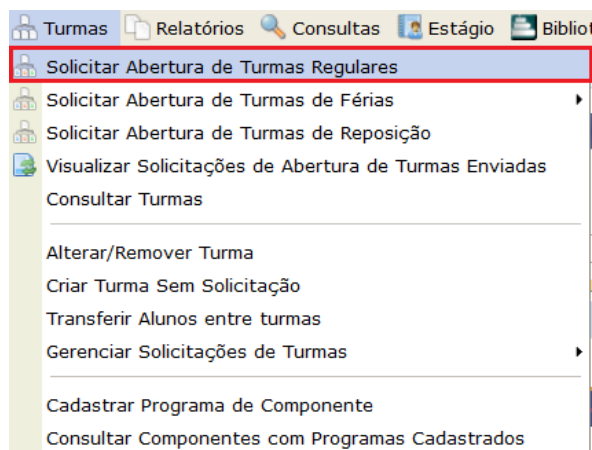 Turmas Relatórios Consultas Estágio Bibliot
Solicitar Abertura de Turmas Regulares
Solicitar Abertura de Turmas de Férias
Solicitar Abertura de Turmas de Reposição
Visualizar Solicitações de Abertura de Turmas Enviadas
Consultar Turmas
Alterar/Remover Turma
Criar Turma Sem Solicitação
Transferir Alunos entre turmas
Gerenciar Solicitações de Turmas
Cadastrar Programa de Componente
Consultar Componentes com Programas Cadastrados